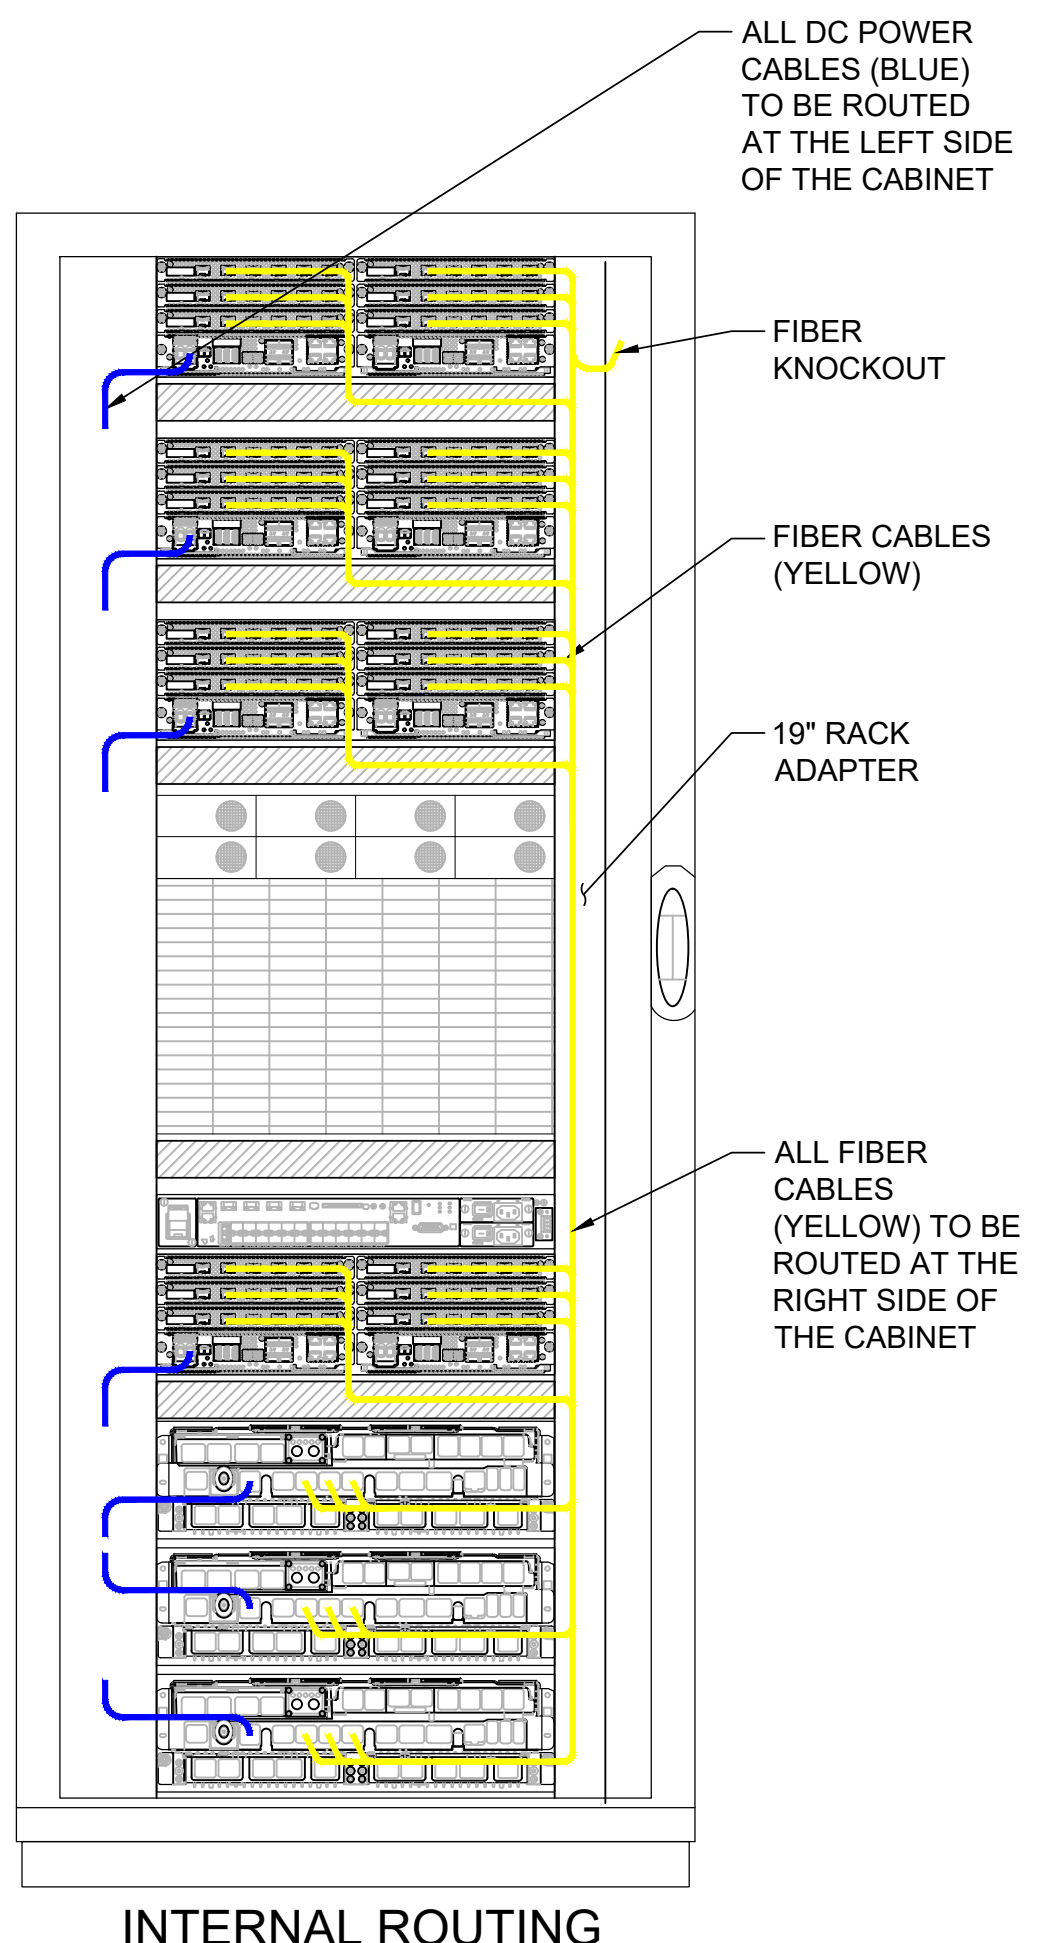 ALL DC POWER
CABLES (BLUE)
TO BE ROUTED
AT THE LEFT SIDE
OF THE CABINET
FIBER
KNOCKOUT
FIBER CABLES
(YELLOW)
19" RACK
ADAPTER
ALL FIBER
CABLES
(YELLOW) TO BE
ROUTED AT THE
RIGHT SIDE OF
THE CABINET
INTERNAL ROUTING